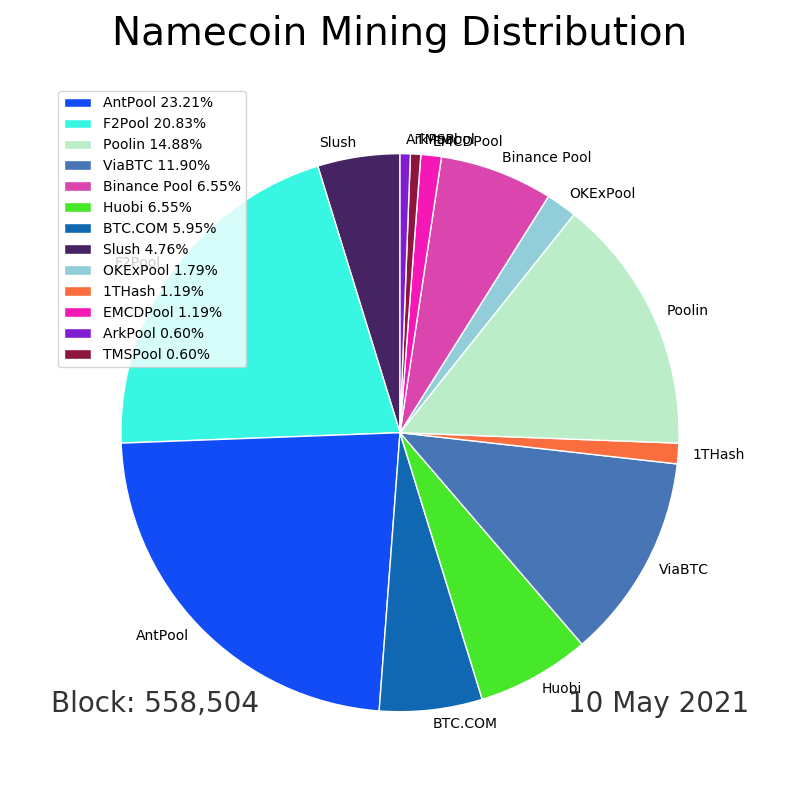 Namecoin Mining Distribution
AntPool 23.21%
F2Pool 20.83%
Poolin 14.88%
ViaBTC 11.90%
Binance Pool 6.55%
Huobi 6.55%
BTC.COM 5.95%
Slush 4.76%
OKExPool 1.79%
1THash 1.19%
EMCDPool 1.19%
ArkPool 0.60%
TMSPool 0.60%
Slush
ArkPool
TMSPool
EMCDPool
Binance Pool
OKExPool
F2Pool
Poolin
1THash
ViaBTC
AntPool
Huobi
BTC.COM
Block: 558,504
10 May 2021